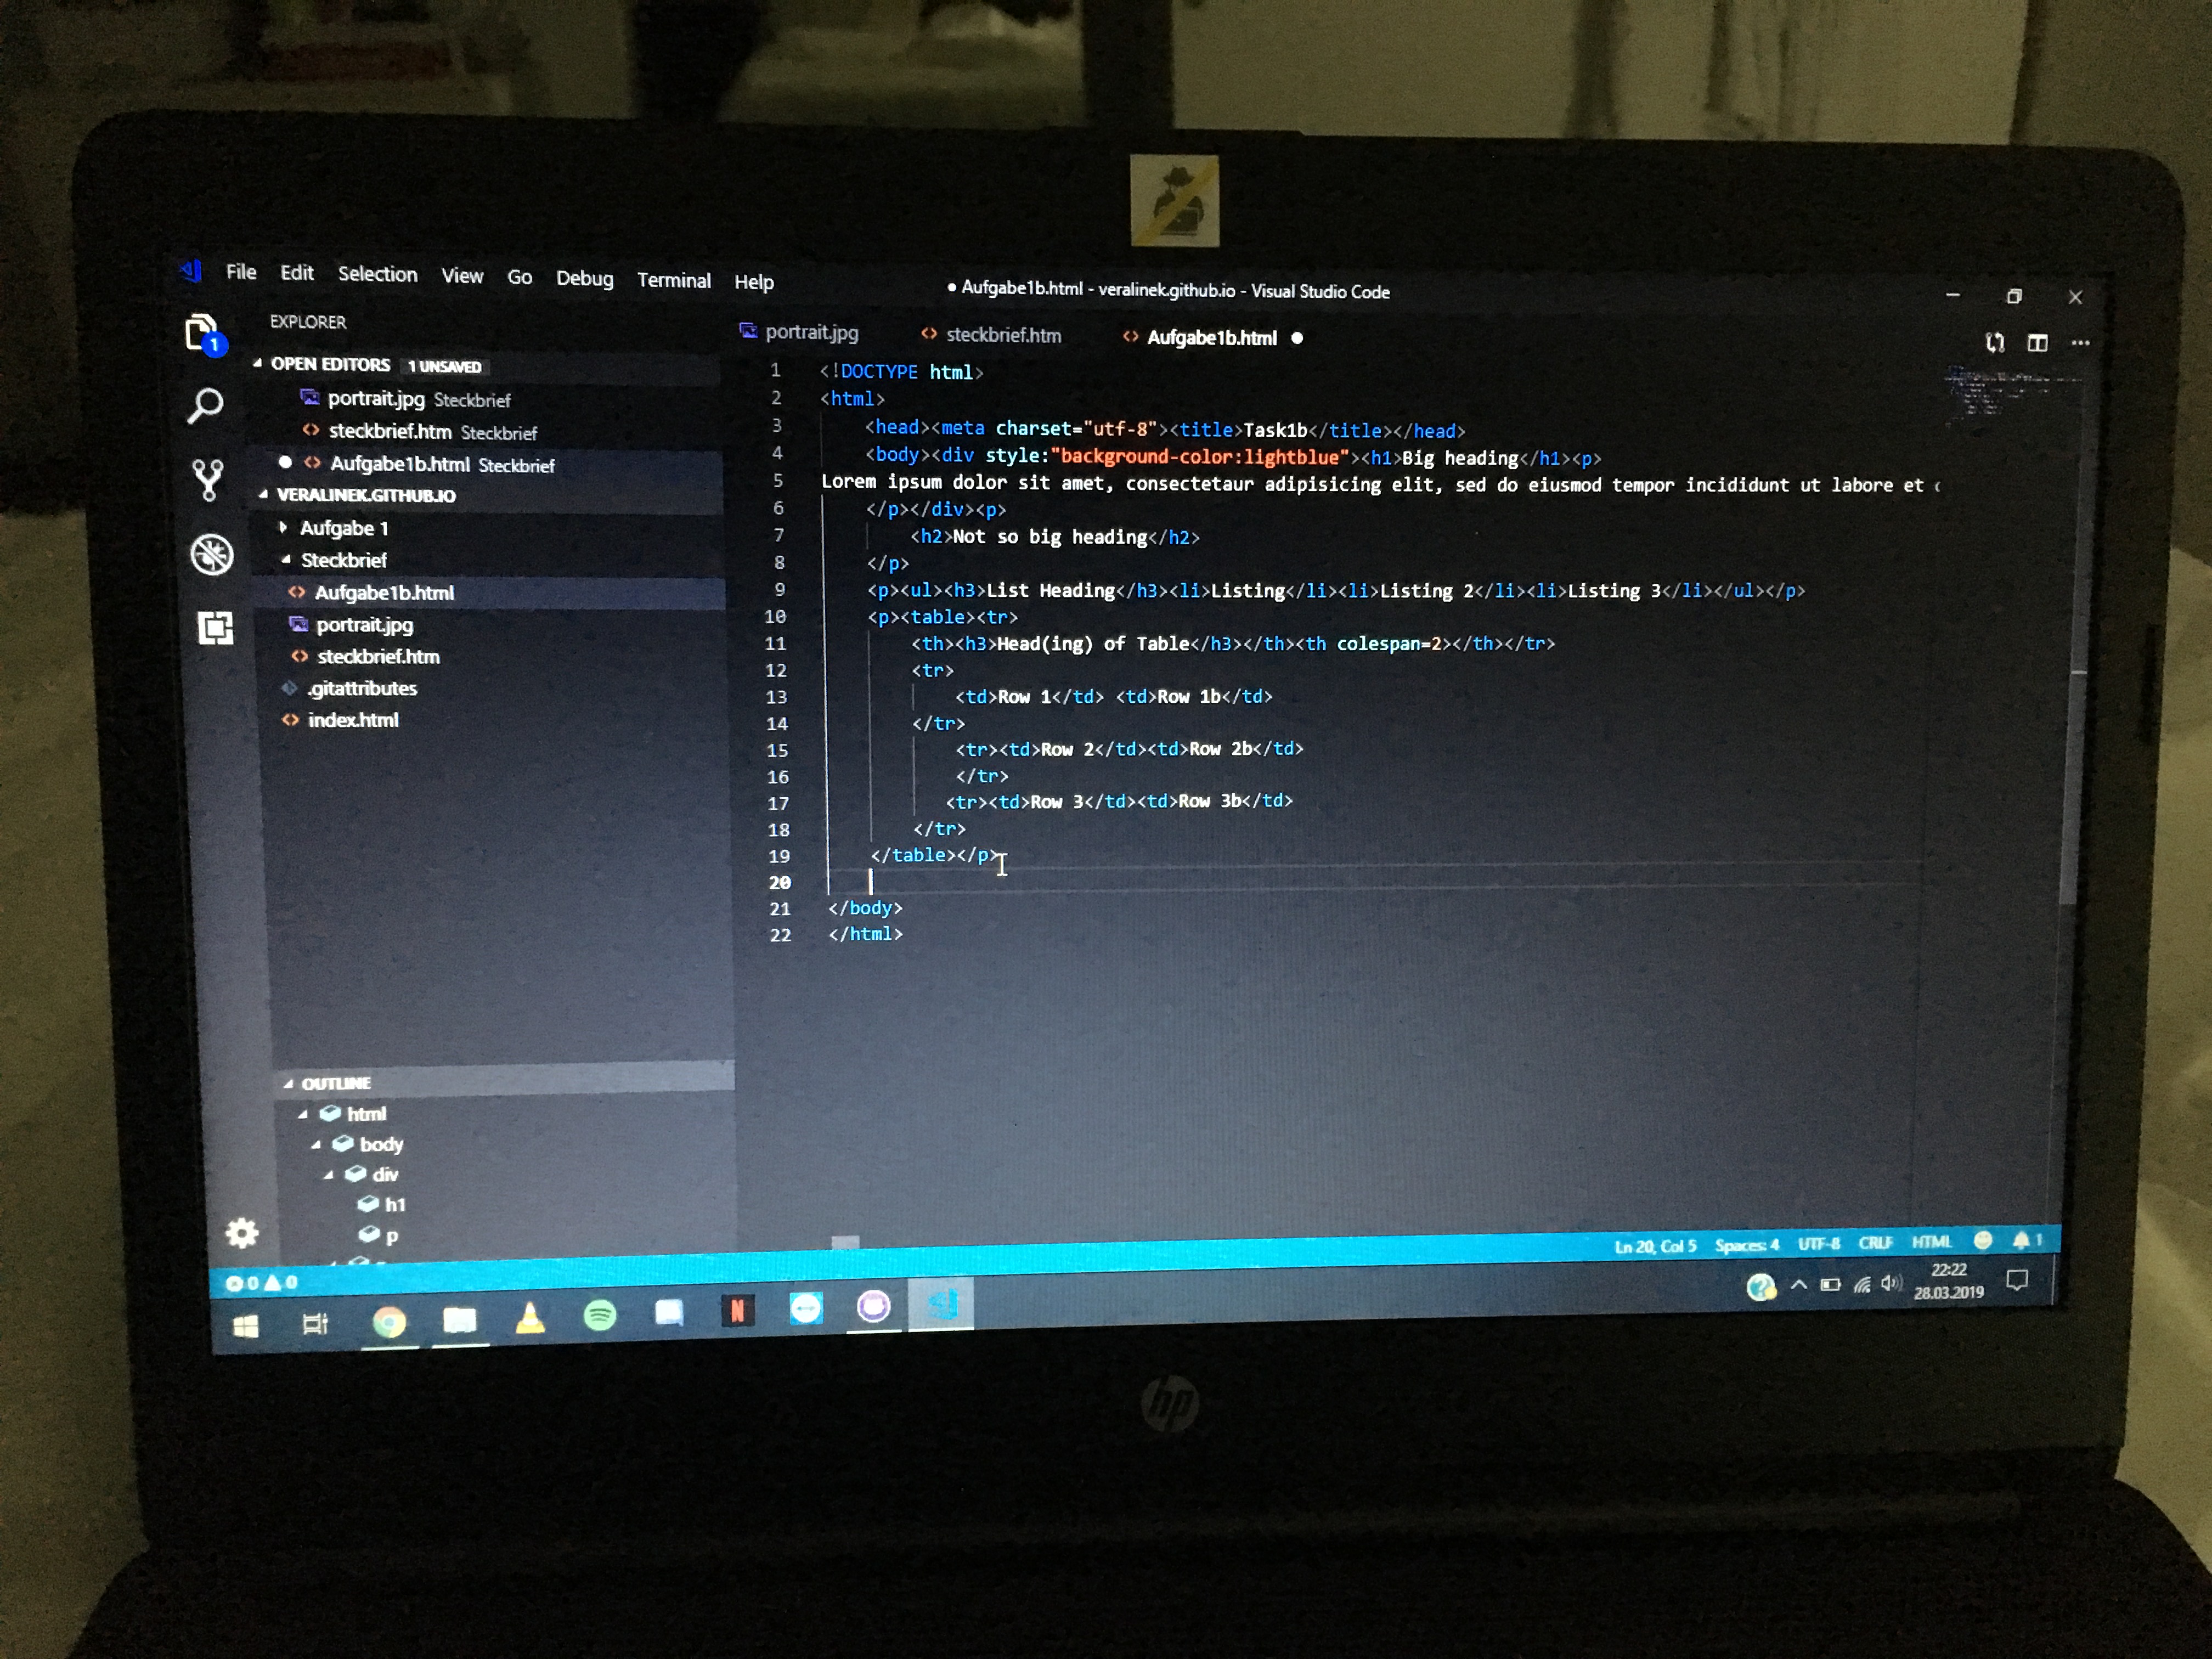 File Edit Selection View Go Debug Terminal Help
● Aufgabe1b.html - veralinek.github.io - Visual Studio Code
EXPLORER
1
OPEN EDITORS 1 UNSAVED
portrait.jpg Steckbrief
steckbrief.htm Steckbrief
Aufgabe1b.html Steckbrief
VERALINEK.GITHUB.IO
Aufgabe 1
Steckbrief
Aufgabe1b.html
portrait.jpg
steckbrief.htm
.gitattributes
index.html
OUTLINE
html
body
div
h1
p
portrait.jpg steckbrief.htm Aufgabe1b.html
1 <!DOCTYPE html>
2 <html>
3 <head><meta charset="utf-8"><title>Task1b</title></head>
4 <body><div style:"background-color:lightblue"><h1>Big heading</h1><p>
5 Lorem ipsum dolor sit amet, consectetaur adipisicing elit, sed do eiusmod tempor incididunt ut labore et
6 </p></div><p>
7 <h2>Not so big heading</h2>
8 </p>
9 <p><ul><h3>List Heading</h3><li>Listing</li><li>Listing 2</li><li>Listing 3</li></ul></p>
10 <p><table><tr>
11 <th><h3>Head(ing) of Table</h3></th><th colespan=2></th></tr>
12 <tr>
13 <td>Row 1</td> <td>Row 1b</td>
14 </tr>
15 <tr><td>Row 2</td><td>Row 2b</td>
16 </tr>
17 <tr><td>Row 3</td><td>Row 3b</td>
18 </tr>
19 </table></p>
20
21 </body>
22 </html>
0 0
Ln 20, Col 5 Spaces: 4 UTF-8 CRLF HTML 1
N
22:22
28.03.2019
hp